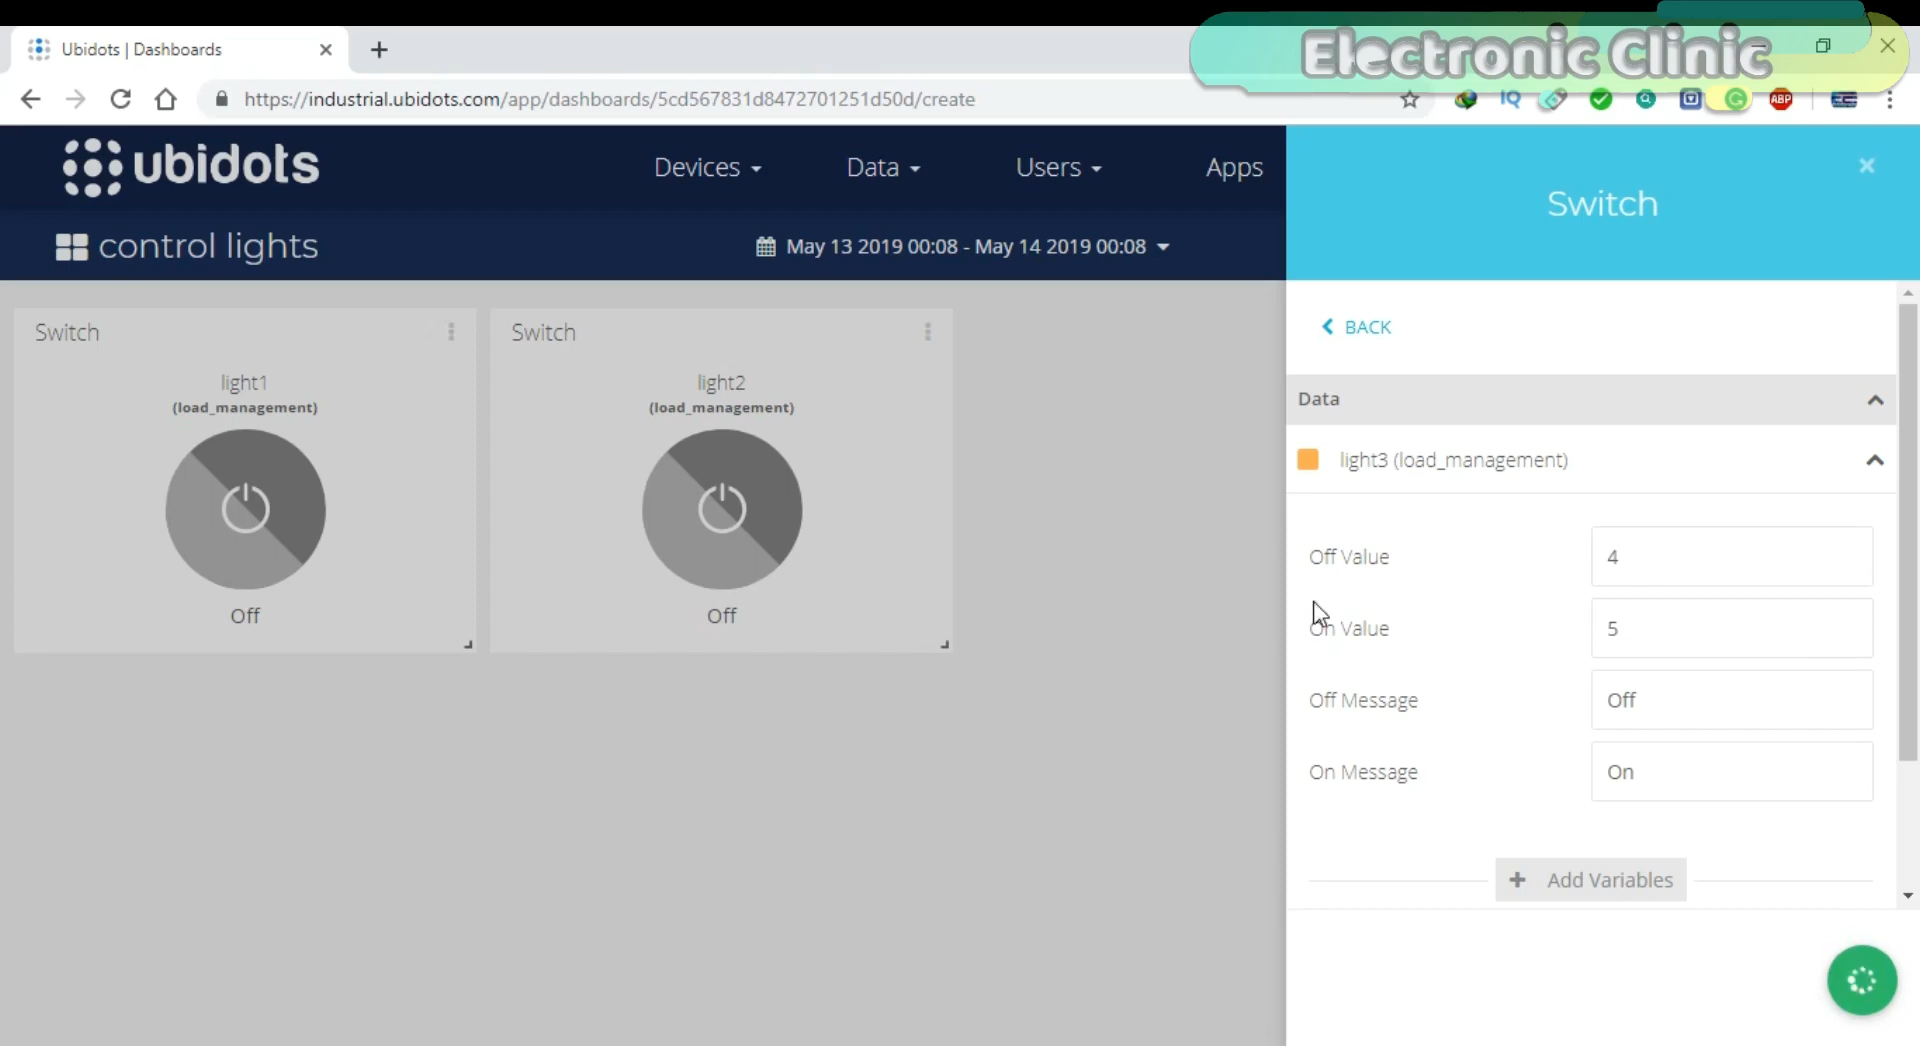 Ubidots | Dashboards
Electronic Clinic
https://industrial.ubidots.com/app/dashboards/5cd567831d8472701251d50d/create
IQ
ABP
ubidots
Devices
Data
Users
Apps
control lights
May 13 2019 00:08 - May 14 2019 00:08
Switch
BACK
Data
light3 (load_management)
Off Value
4
On Value
5
Off Message
Off
On Message
On
+ Add Variables
Switch
light1
(load_management)
Off
Switch
light2
(load_management)
Off